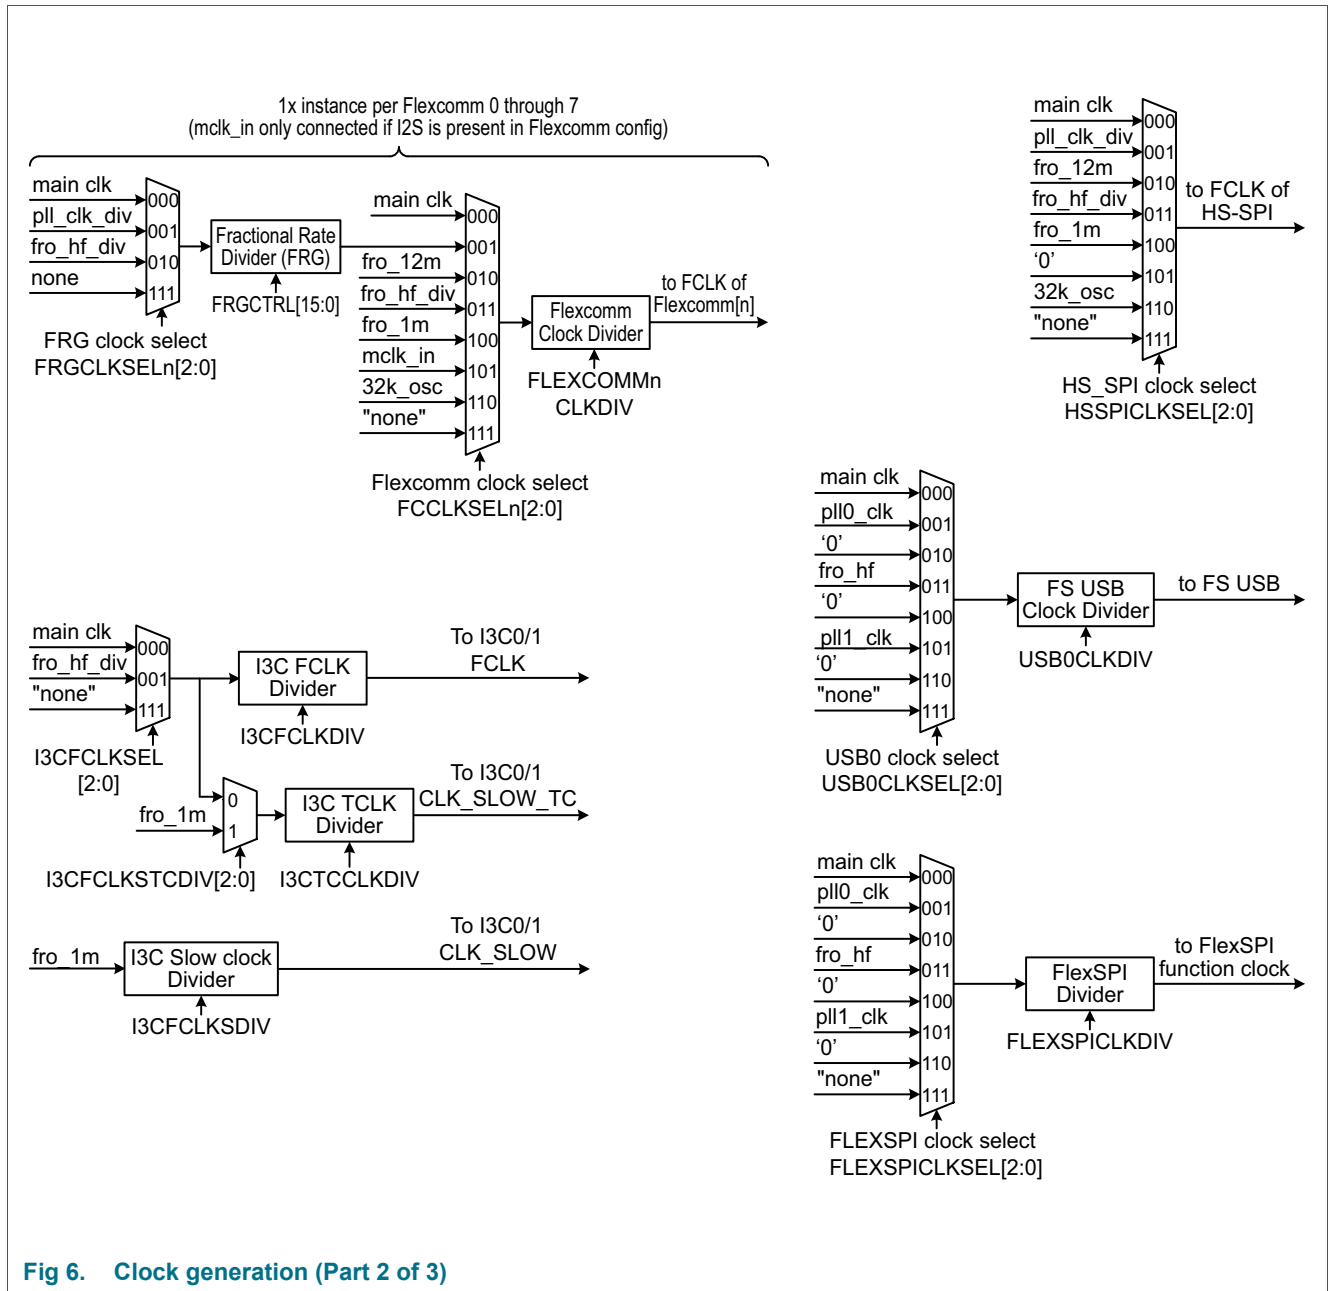 1x instance per Flexcomm 0 through 7
(mclk_in only connected if I2S is present in Flexcomm config)
main clk
000
pll_clk_div
001
fro_hf_div
010
none
111
FRG clock select
FRGCLKSELn[2:0]
Fractional Rate
Divider (FRG)
FRGCTRL[15:0]
main clk
000
001
fro_12m
010
fro_hf_div
011
fro_1m
100
mclk_in
101
32k_osc
110
"none"
111
Flexcomm clock select
FCCLKSELn[2:0]
Flexcomm
Clock Divider
FLEXCOMMn
CLKDIV
to FCLK of
Flexcomm[n]
main clk
000
pll_clk_div
001
fro_12m
010
fro_hf_div
011
fro_1m
100
‘0’
101
32k_osc
110
"none"
111
HS_SPI clock select
HSSPICLKSEL[2:0]
to FCLK of
HS-SPI
main clk
000
pll0_clk
001
‘0’
010
fro_hf
011
‘0’
100
pll1_clk
101
‘0’
110
"none"
111
USB0 clock select
USB0CLKSEL[2:0]
FS USB
Clock Divider
USB0CLKDIV
to FS USB
main clk
000
fro_hf_div
001
"none"
111
I3CFCLKSEL
[2:0]
I3C FCLK
Divider
I3CFCLKDIV
To I3C0/1
FCLK
0
fro_1m
1
I3CFCLKSTCDIV[2:0]
I3C TCLK
Divider
I3CTCCLKDIV
To I3C0/1
CLK_SLOW_TC
fro_1m
I3C Slow clock
Divider
I3CFCLKSDIV
To I3C0/1
CLK_SLOW
main clk
000
pll0_clk
001
‘0’
010
fro_hf
011
‘0’
100
pll1_clk
101
‘0’
110
"none"
111
FLEXSPI clock select
FLEXSPICLKSEL[2:0]
FlexSPI
Divider
FLEXSPICLKDIV
to FlexSPI
function clock
Fig 6. Clock generation (Part 2 of 3)